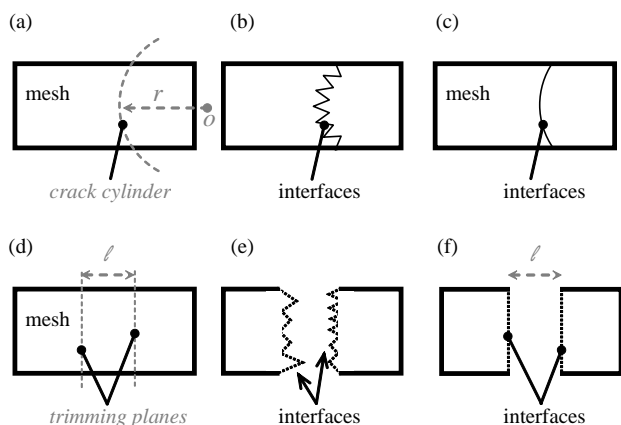 (a) (b) (c)
mesh r o mesh
crack cylinder interfaces interfaces
(d) (e) (f)
ℓ ℓ
mesh
trimming planes interfaces interfaces